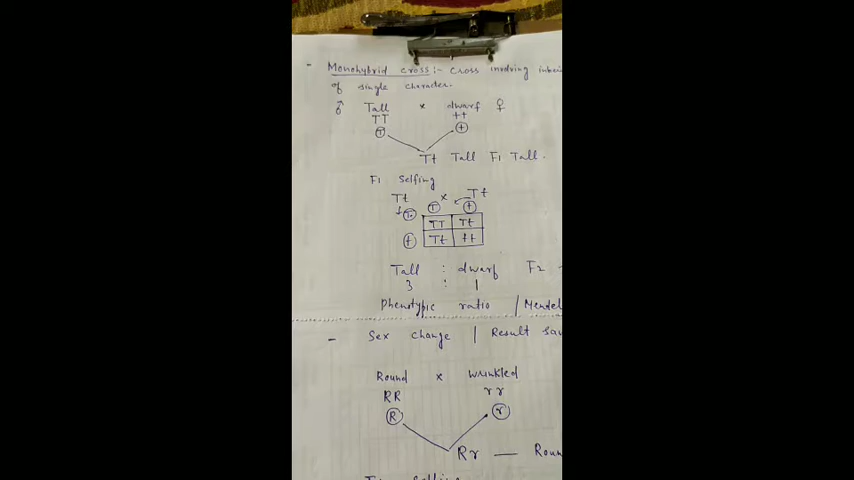 - Monohybrid cross :- Cross involving
of single character.
♂ Tall × dwarf ♀
TT tt
T t
Tt Tall F1 Tall.
F1 Selfing
Tt × Tt
T t
T TT Tt
t Tt tt
Tall : dwarf F2 -
3 : 1
Phenotypic ratio / Mendel
- Sex change / Result
Round × wrinkled
RR rr
R r
Rr — Roun